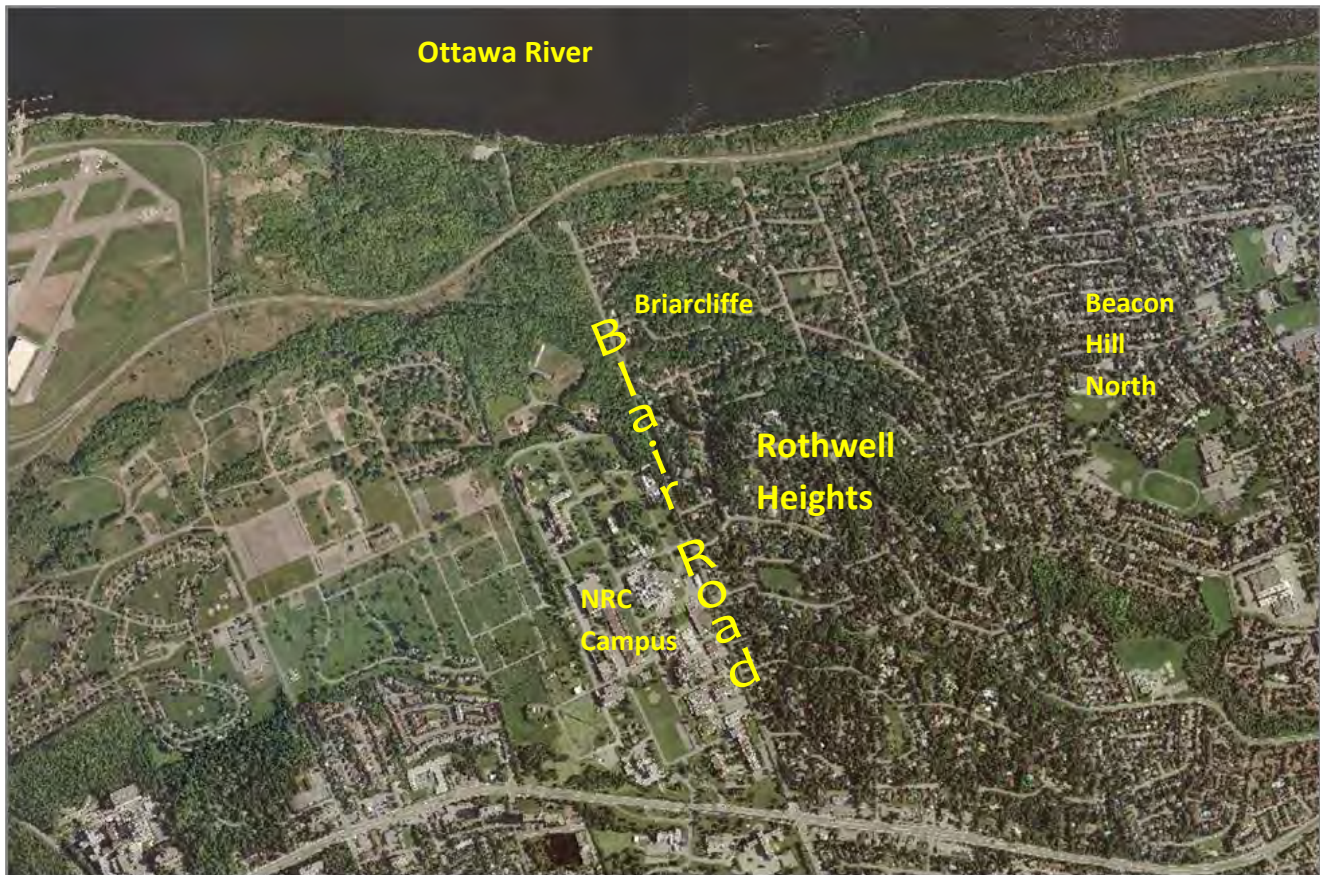 Ottawa River
Briarcliffe
Beacon
Hill
North
Blair Road
Rothwell
Heights
NRC
Campus